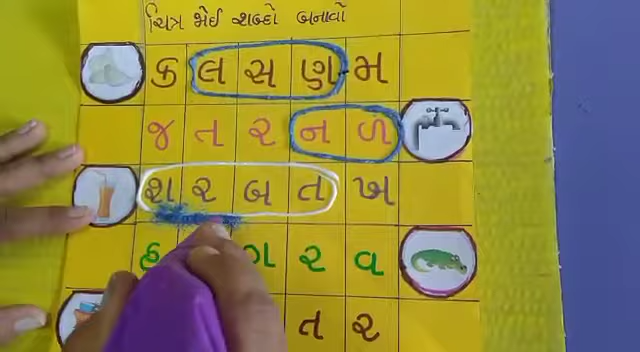 ચિત્ર જોઈ શબ્દો બનાવો
ક લ સ ણ મ
જ ત ર ન ળ
શ ર બ ત ખ
હ ગ ર વ
ત ર